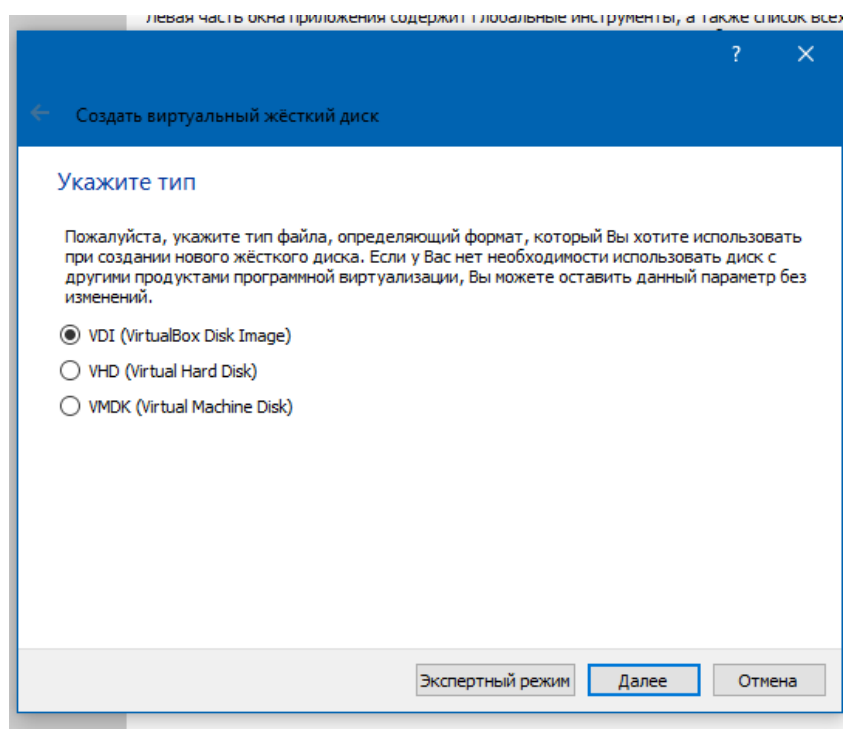 левая часть окна приложения содержит Глобальные инструменты, а также список всех
?
Создать виртуальный жёсткий диск
Укажите тип
Пожалуйста, укажите тип файла, определяющий формат, который Вы хотите использовать
при создании нового жёсткого диска. Если у Вас нет необходимости использовать диск с
другими продуктами программной виртуализации, Вы можете оставить данный параметр без
изменений.
VDI (VirtualBox Disk Image)
VHD (Virtual Hard Disk)
VMDK (Virtual Machine Disk)
Экспертный режим Далее Отмена